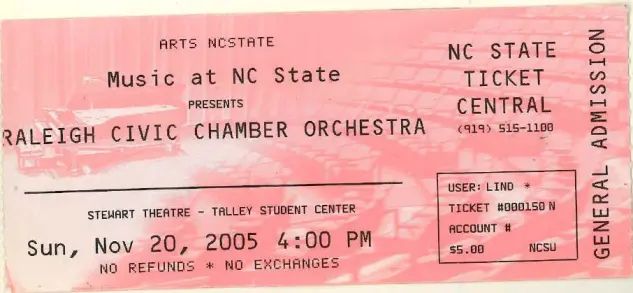 ARTS NCSTATE
Music at NC State
PRESENTS
RALEIGH CIVIC CHAMBER ORCHESTRA
STEWART THEATRE - TALLEY STUDENT CENTER
Sun, Nov 20, 2005 4:00 PM
NO REFUNDS * NO EXCHANGES
NC STATE
TICKET
CENTRAL
(919) 515-1100
USER: LIND *
TICKET #000150 N
ACCOUNT #
$5.00 NCSU
GENERAL ADMISSION